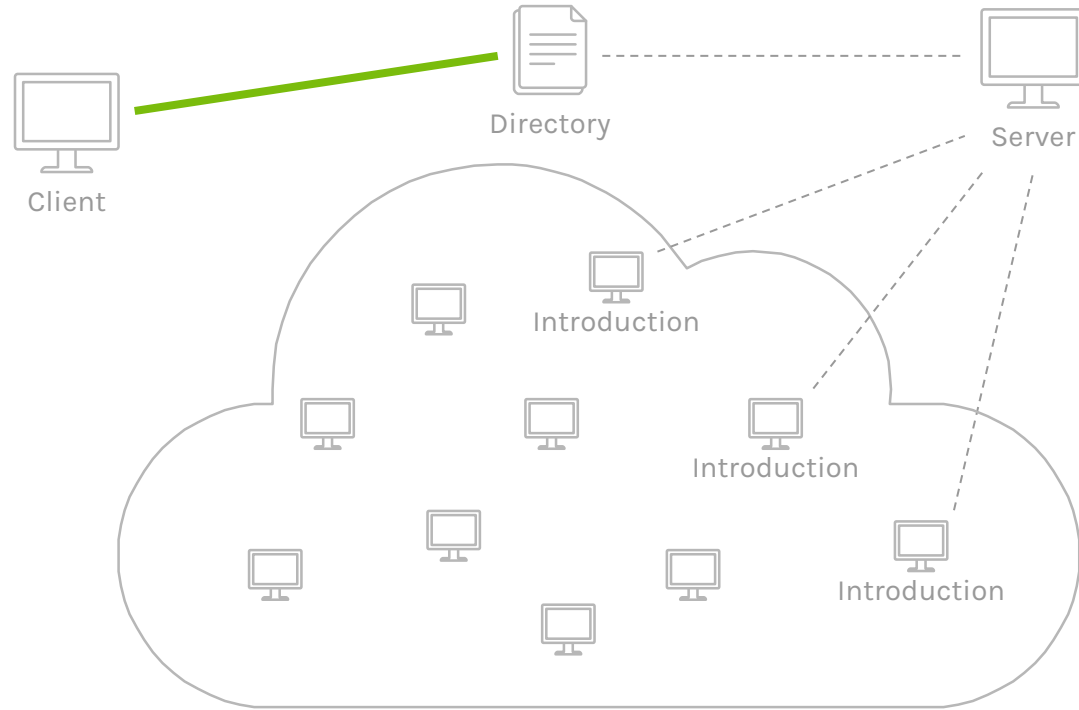 Directory
Server
Client
Introduction
Introduction
Introduction